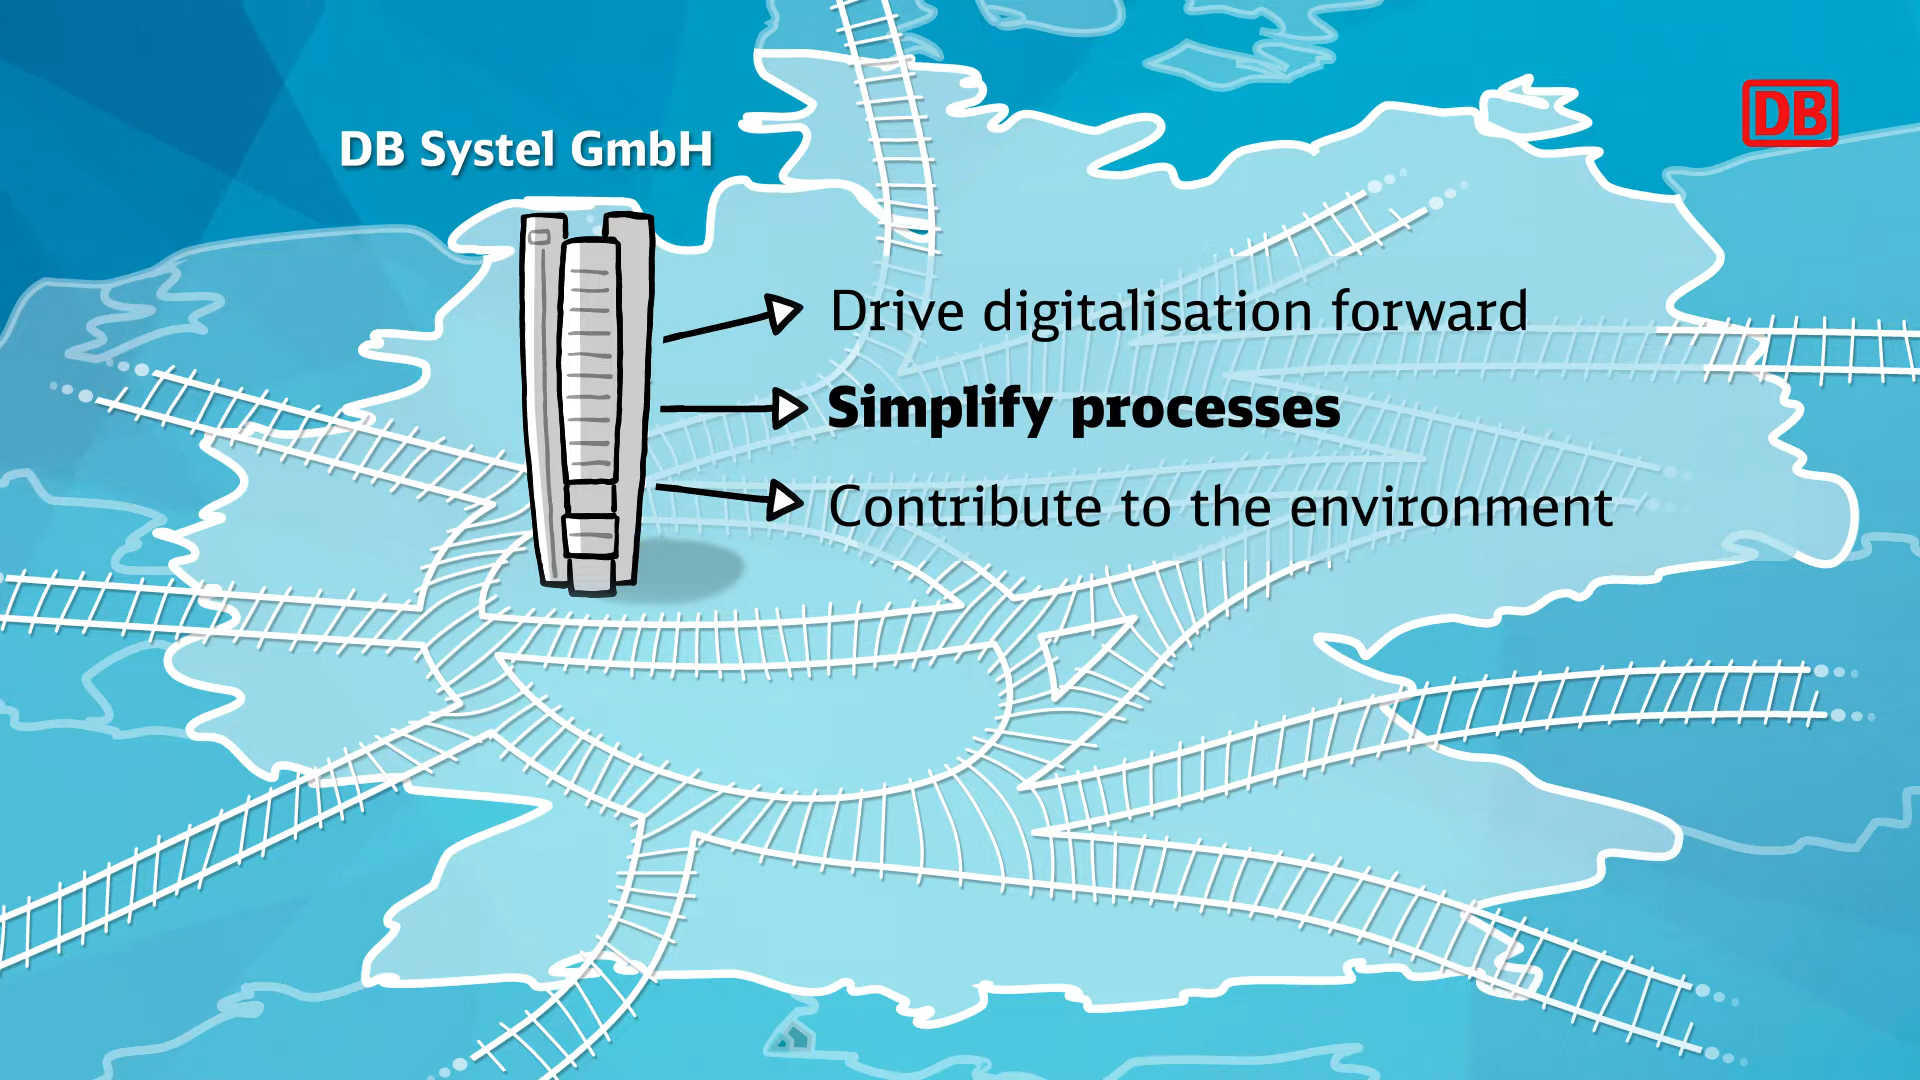 DB
DB Systel GmbH
Drive digitalisation forward
Simplify processes
Contribute to the environment